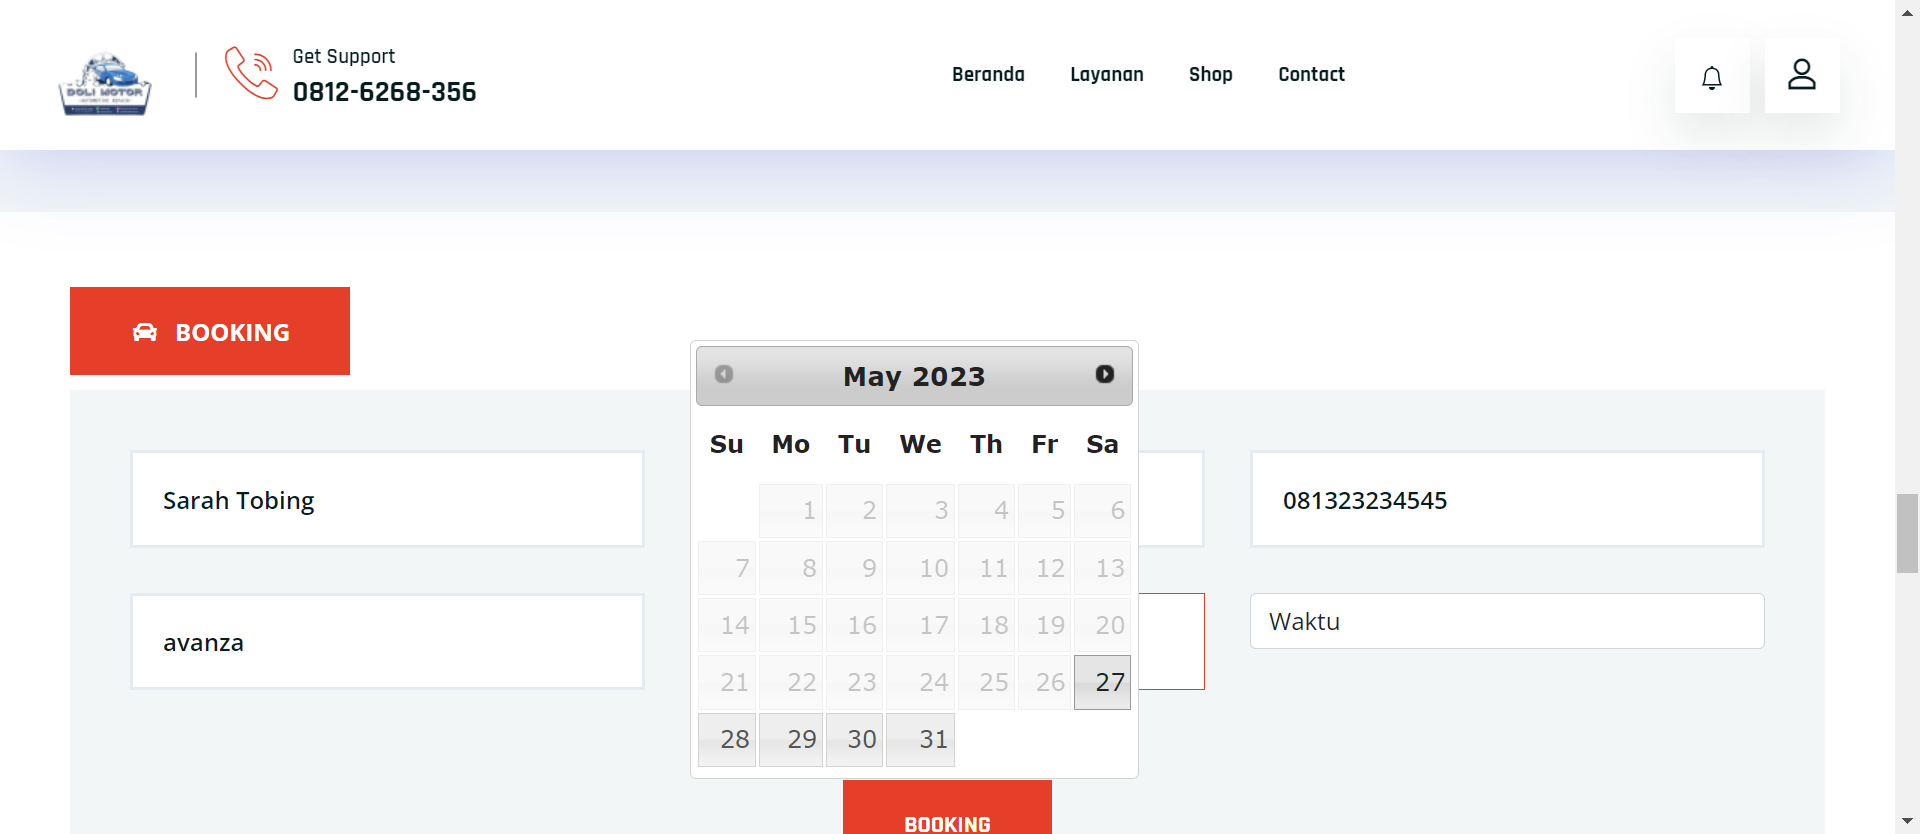 DOLI MOTOR
Get Support
0812-6268-356
Beranda Layanan Shop Contact
BOOKING
May 2023
Su Mo Tu We Th Fr Sa
1 2 3 4 5 6
7 8 9 10 11 12 13
14 15 16 17 18 19 20
21 22 23 24 25 26 27
28 29 30 31
Sarah Tobing
081323234545
avanza
Waktu
BOOKING